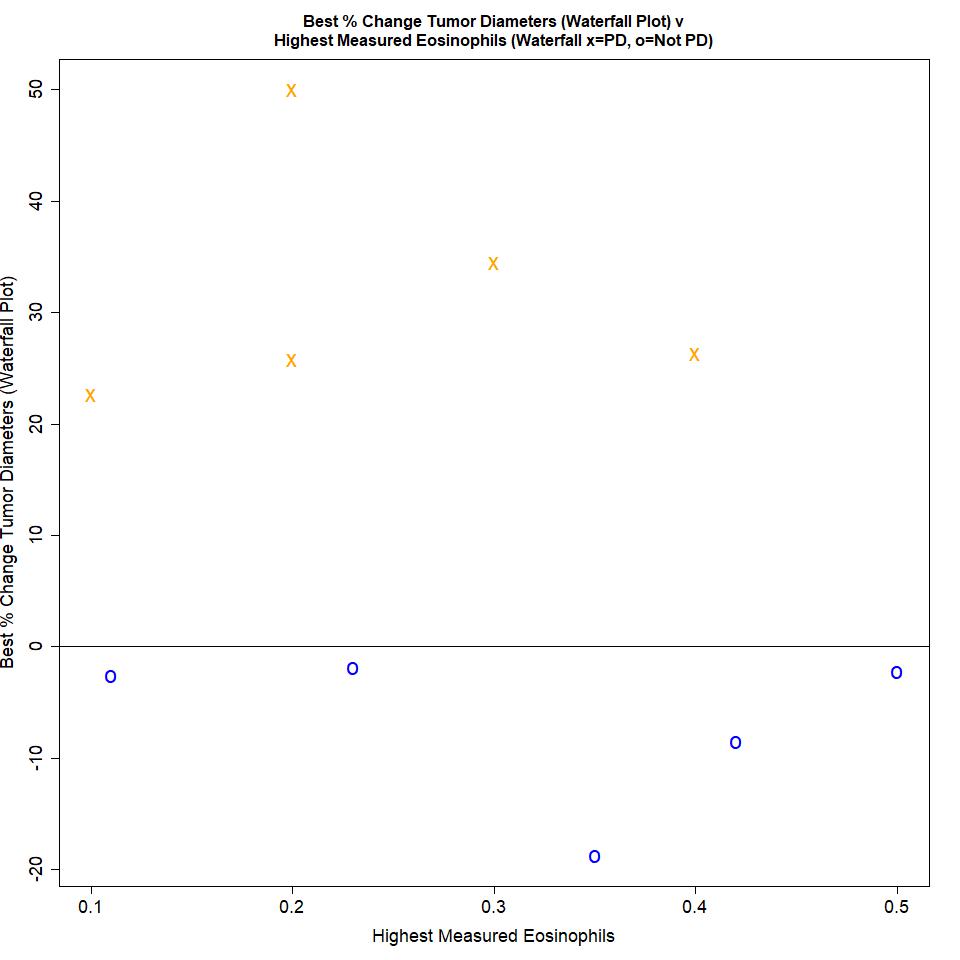 Best % Change Tumor Diameters (Waterfall Plot) v
Highest Measured Eosinophils (Waterfall x=PD, o=Not PD)
Best % Change Tumor Diameters (Waterfall Plot)
50
40
30
20
10
0
-10
-20
X
X
X
X
X
O
O
O
O
O
0.1 0.2 0.3 0.4 0.5
Highest Measured Eosinophils